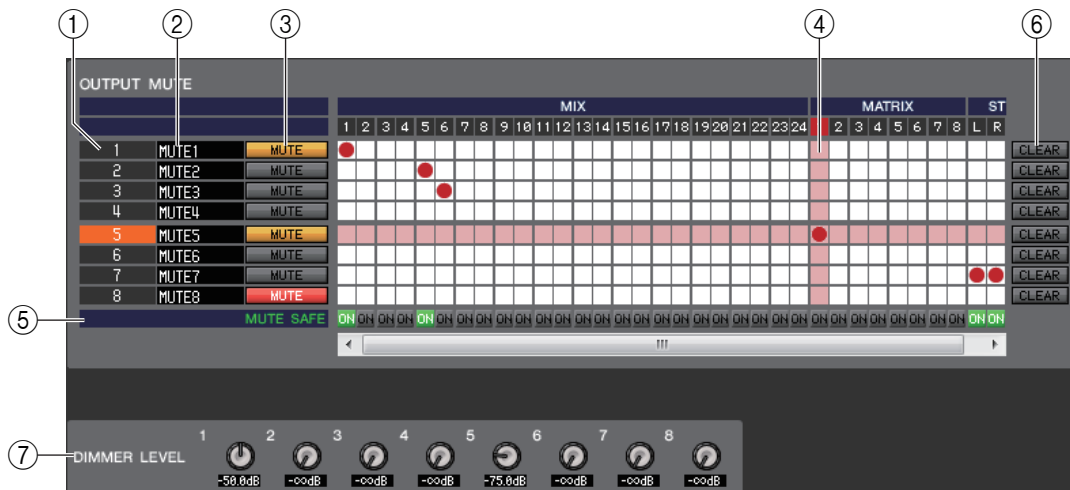 ① ② ③ ④ ⑥
OUTPUT MUTE
MIX MATRIX ST
1 2 3 4 5 6 7 8 9 10 11 12 13 14 15 16 17 18 19 20 21 22 23 24 2 3 4 5 6 7 8 L R
1 MUTE1 MUTE CLEAR
2 MUTE2 MUTE CLEAR
3 MUTE3 MUTE CLEAR
4 MUTE4 MUTE CLEAR
5 MUTE5 MUTE CLEAR
6 MUTE6 MUTE CLEAR
7 MUTE7 MUTE CLEAR
8 MUTE8 MUTE CLEAR
⑤ MUTE SAFE ON ON ON ON ON ON ON ON ON ON ON ON ON ON ON ON ON ON ON ON ON ON ON ON ON ON ON ON ON ON ON ON ON ON
1 2 3 4 5 6 7 8
⑦ DIMMER LEVEL
-50.0dB -∞dB -∞dB -∞dB -75.0dB -∞dB -∞dB -∞dB